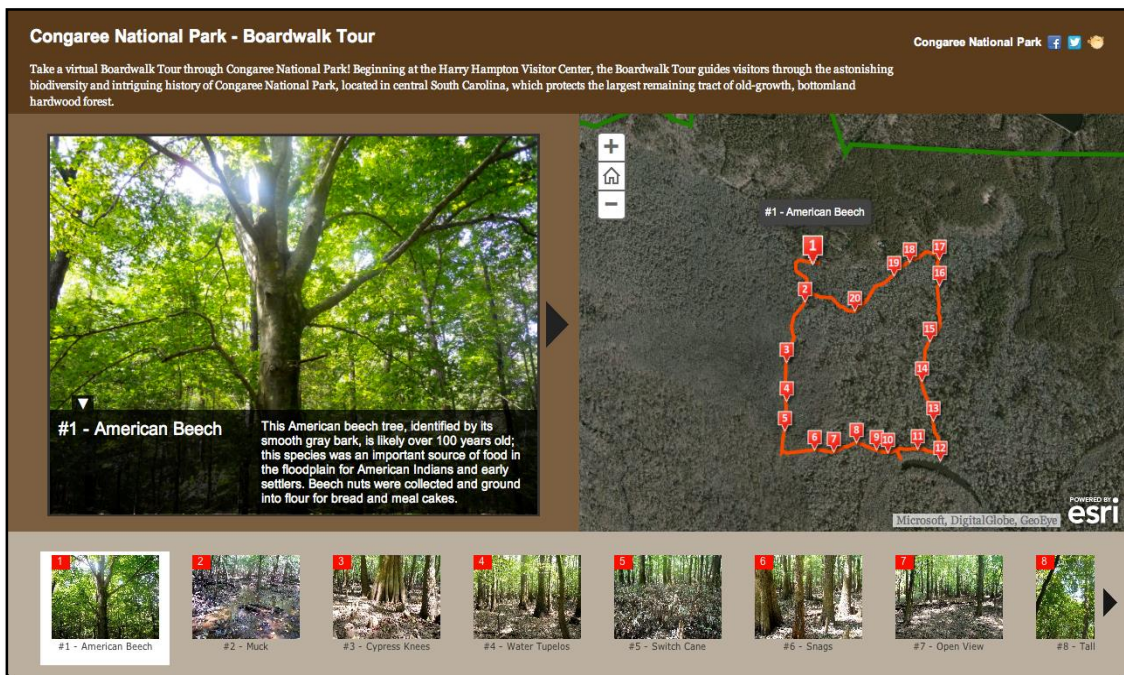 Congaree National Park - Boardwalk Tour
Congaree National Park
Take a virtual Boardwalk Tour through Congaree National Park! Beginning at the Harry Hampton Visitor Center, the Boardwalk Tour guides visitors through the astonishing
biodiversity and intriguing history of Congaree National Park, located in central South Carolina, which protects the largest remaining tract of old-growth, bottomland
hardwood forest.
#1 - American Beech
This American beech tree, identified by its
smooth gray bark, is likely over 100 years old;
this species was an important source of food in
the floodplain for American Indians and early
settlers. Beech nuts were collected and ground
into flour for bread and meal cakes.
#1 - American Beech
1
2
3
4
5
6
7
8
9
10
11
12
13
14
15
16
17
18
19
20
POWERED BY
esri
Microsoft, DigitalGlobe, GeoEye
1
#1 - American Beech
2
#2 - Muck
3
#3 - Cypress Knees
4
#4 - Water Tupelos
5
#5 - Switch Cane
6
#6 - Snags
7
#7 - Open View
8
#8 - Tall